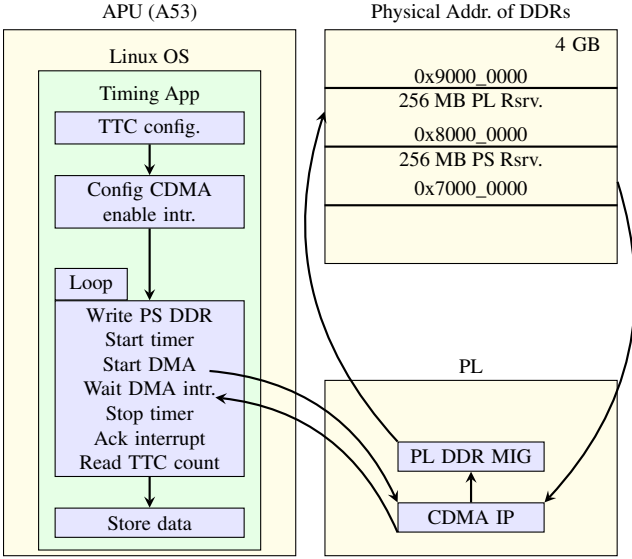 APU (A53)
Linux OS
Timing App
TTC config.
Config CDMA
enable intr.
Loop
Write PS DDR
Start timer
Start DMA
Wait DMA intr.
Stop timer
Ack interrupt
Read TTC count
Store data
Physical Addr. of DDRs
4 GB
0x9000_0000
256 MB PL Rsrv.
0x8000_0000
256 MB PS Rsrv.
0x7000_0000
PL
PL DDR MIG
CDMA IP